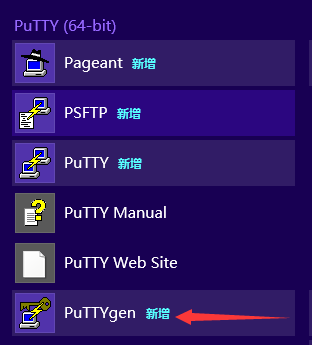 PuTTY (64-bit)
Pageant 新增
PSFTP 新增
PuTTY 新增
PuTTY Manual
PuTTY Web Site
PuTTYgen 新增